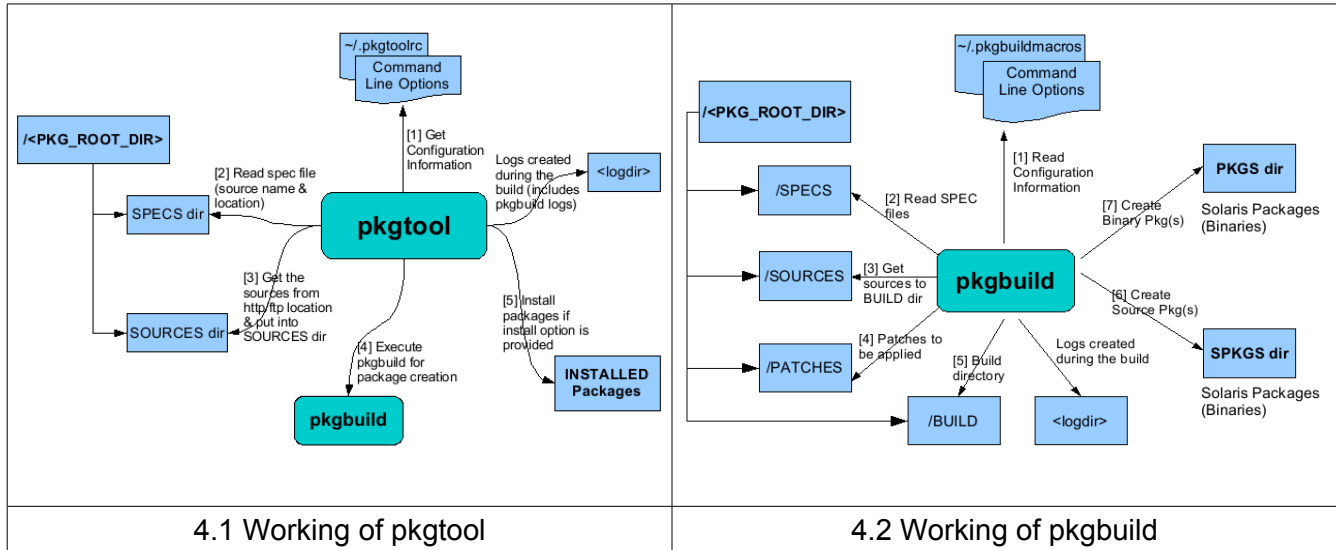 ~/.pkgtoolrc
Command
Line Options
/<PKG_ROOT_DIR>
[1] Get
Configuration
Information
Logs created
during the
build (includes
pkgbuild logs)
<logdir>
[2] Read spec file
(source name &
location)
SPECS dir
pkgtool
[3] Get the
sources from
http/ftp location
& put into
SOURCES dir
SOURCES dir
[5] Install
packages if
install option is
provided
[4] Execute
pkgbuild for
package creation
INSTALLED
Packages
pkgbuild
4.1 Working of pkgtool
~/.pkgbuildmacros
Command
Line Options
/<PKG_ROOT_DIR>
[1] Read
Configuration
Information
PKGS dir
/SPECS
[2] Read SPEC
files
[7] Create
Binary Pkg(s)
Solaris Packages
(Binaries)
/SOURCES
[3] Get
sources to
BUILD dir
pkgbuild
[6] Create
Source Pkg(s)
/PATCHES
[4] Patches to
be applied
[5] Build
directory
Logs created
during the build
SPKGS dir
Solaris Packages
(Binaries)
/BUILD
<logdir>
4.2 Working of pkgbuild